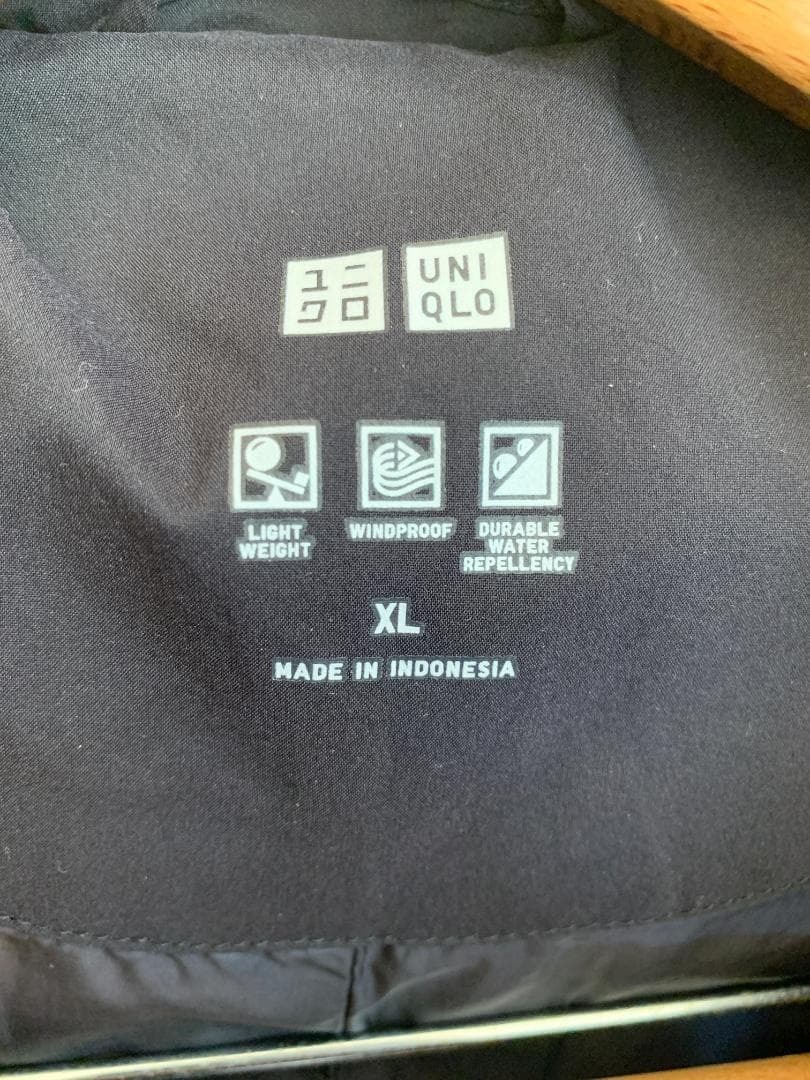 ユニ
クロ
UNI
QLO
LIGHT
WEIGHT
WINDPROOF
DURABLE
WATER
REPELLENCY
XL
MADE IN INDONESIA